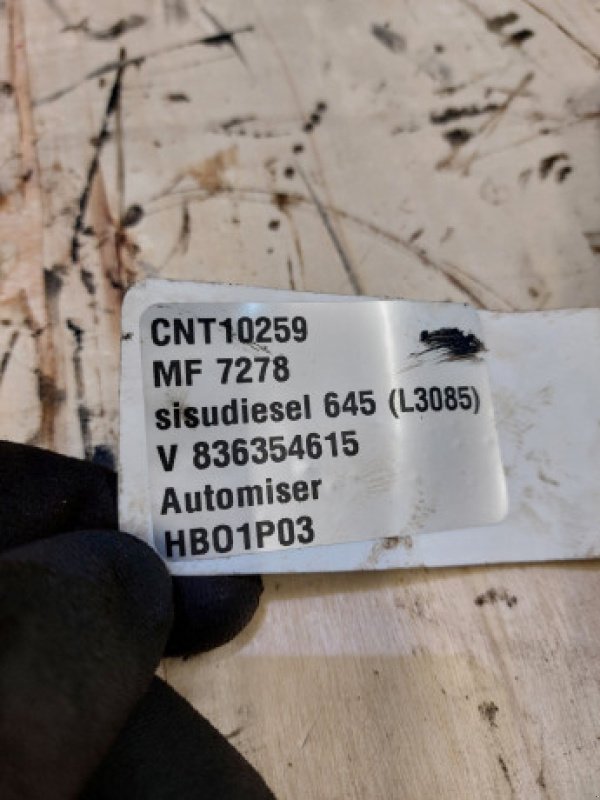 CNT10259
MF 7278
sisudiesel 645 (L3085)
V 836354615
Automiser
HBO1P03